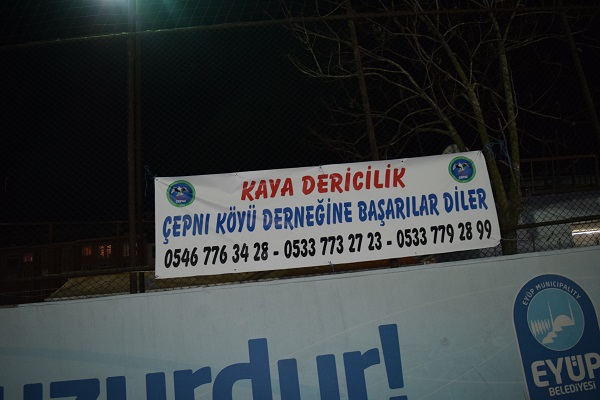 KAYA DERİCİLİK
ÇEPNI KÖYÜ DERNEĞİNE BAŞARILAR DİLER
0546 776 34 28 - 0533 773 27 23 - 0533 779 28 99
EYÜP MUNICIPALITY
EYÜP
BELEDİYESİ
uzurdur!